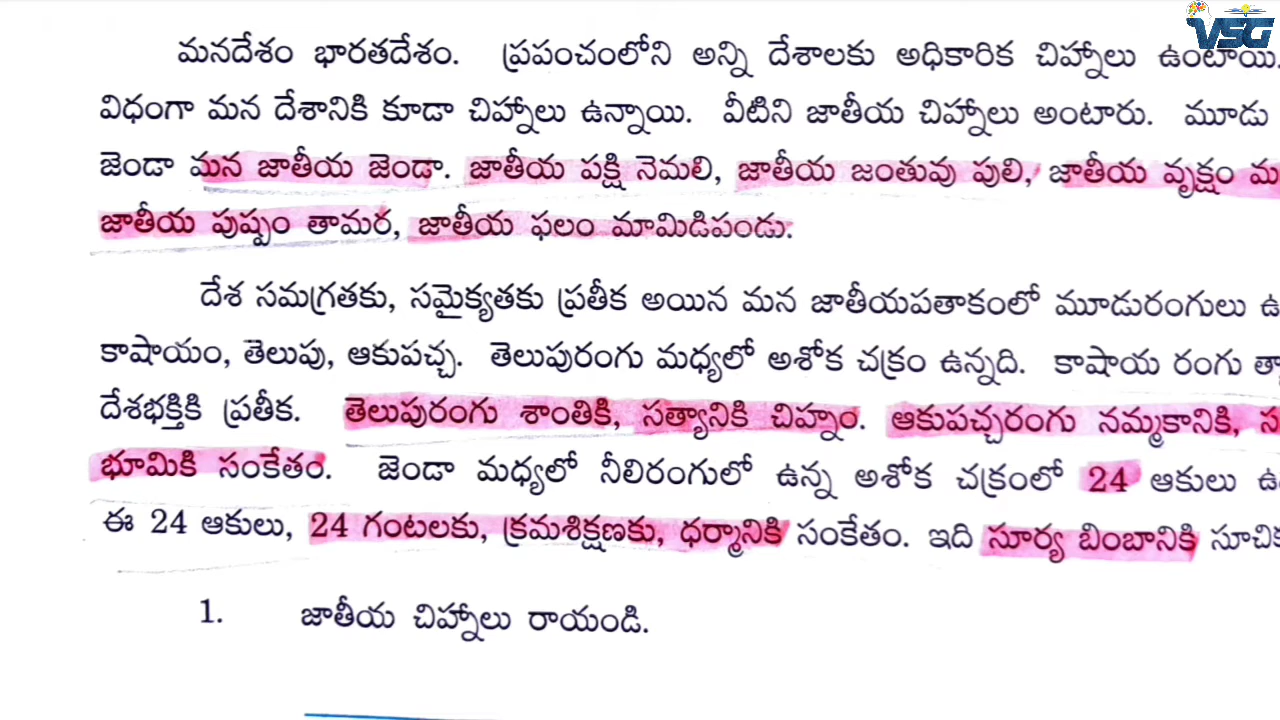 VSG
మనదేశం భారతదేశం. ప్రపంచంలోని అన్ని దేశాలకు అధికారిక చిహ్నాలు ఉంటాయి.
విధంగా మన దేశానికి కూడా చిహ్నాలు ఉన్నాయి. వీటిని జాతీయ చిహ్నాలు అంటారు. మూడు
జెండా మన జాతీయ జెండా. జాతీయ పక్షి నెమలి, జాతీయ జంతువు పులి, జాతీయ వృక్షం
జాతీయ పుష్పం తామర, జాతీయ ఫలం మామిడిపండు.
దేశ సమగ్రతకు, సమైక్యతకు ప్రతీక అయిన మన జాతీయపతాకంలో మూడురంగులు
కాషాయం, తెలుపు, ఆకుపచ్చ. తెలుపురంగు మధ్యలో అశోక చక్రం ఉన్నది. కాషాయ రంగు
దేశభక్తికి ప్రతీక. తెలుపురంగు శాంతికి, సత్యానికి చిహ్నం. ఆకుపచ్చరంగు నమ్మకానికి,
భూమికి సంకేతం. జెండా మధ్యలో నీలిరంగులో ఉన్న అశోక చక్రంలో 24 ఆకులు
ఈ 24 ఆకులు, 24 గంటలకు, క్రమశిక్షణకు, ధర్మానికి సంకేతం. ఇది సూర్య బింబానికి
1. జాతీయ చిహ్నాలు రాయండి.